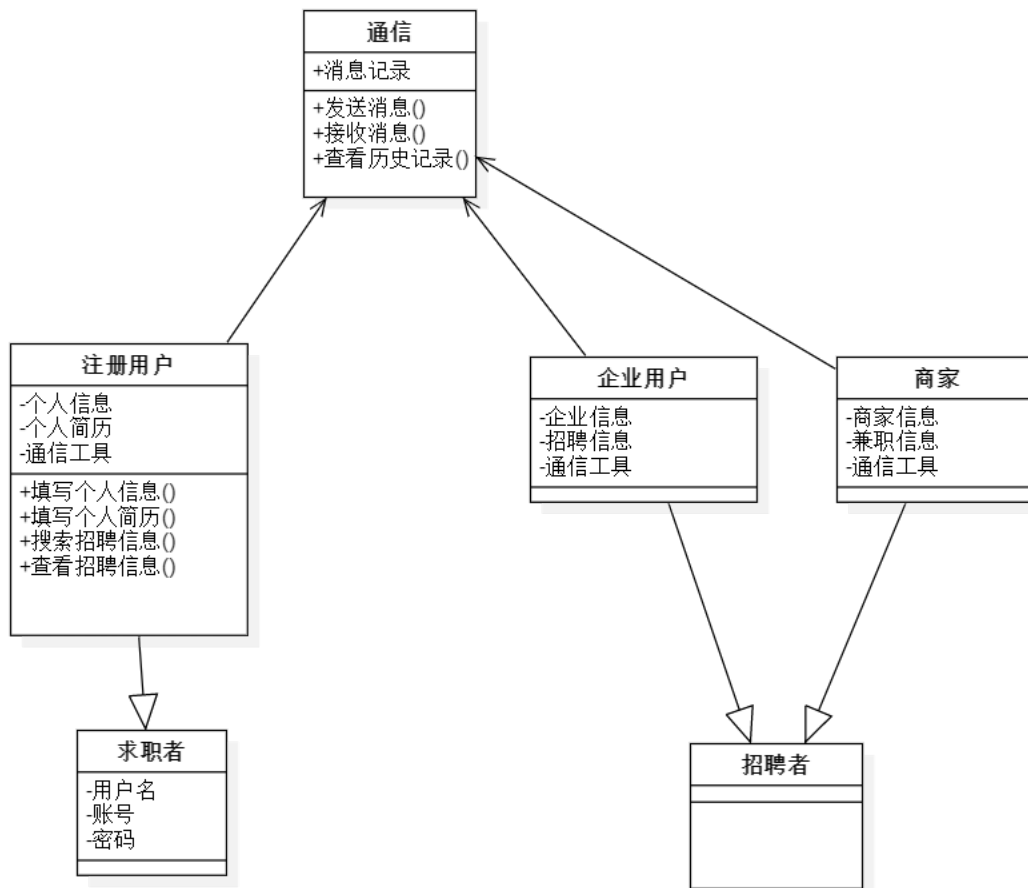 通信
+消息记录
+发送消息()
+接收消息()
+查看历史记录()
注册用户
-个人信息
-个人简历
-通信工具
+填写个人信息()
+填写个人简历()
+搜索招聘信息()
+查看招聘信息()
企业用户
-企业信息
-招聘信息
-通信工具
商家
-商家信息
-兼职信息
-通信工具
求职者
-用户名
-账号
-密码
招聘者